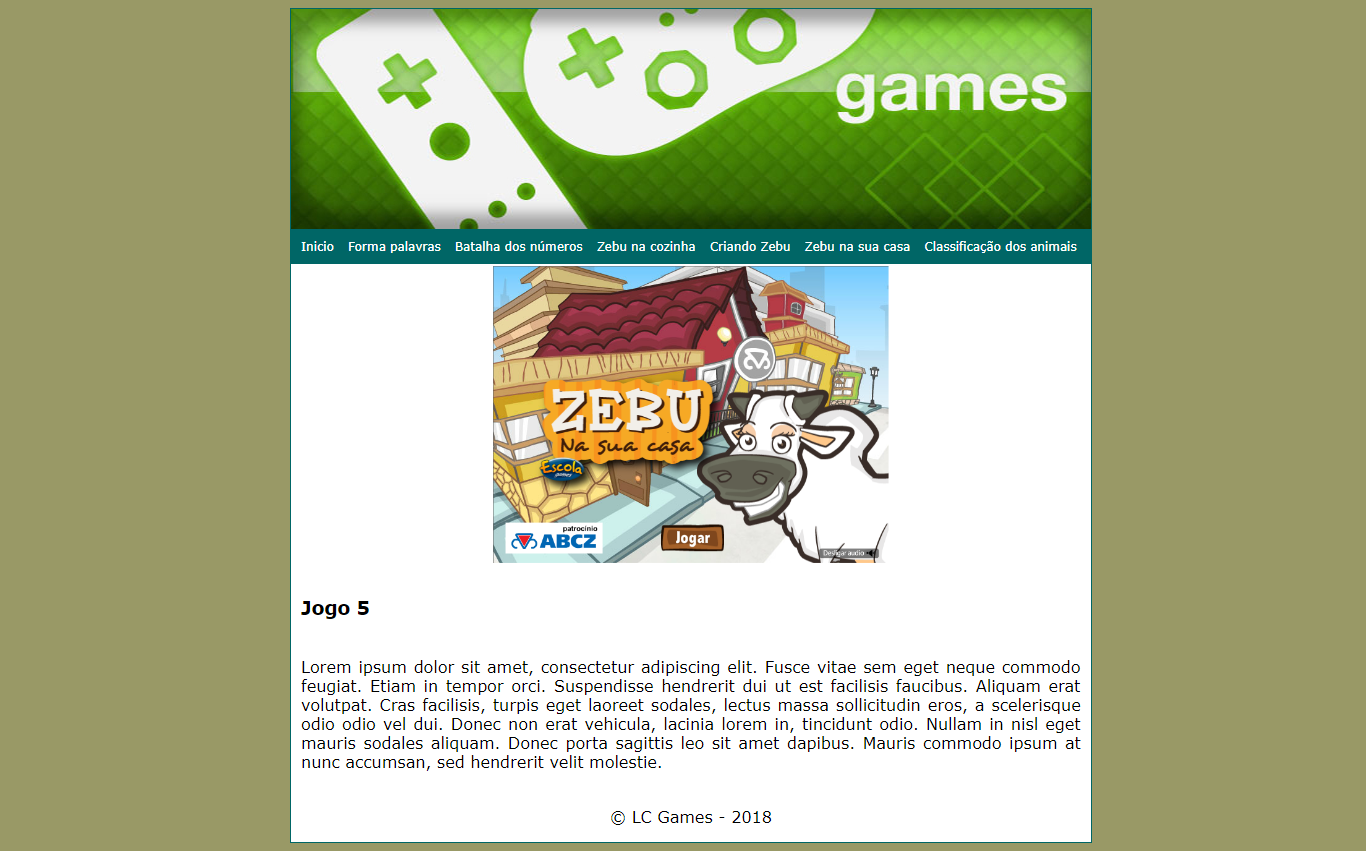 games
Inicio Forma palavras Batalha dos números Zebu na cozinha Criando Zebu Zebu na sua casa Classificação dos animais
ZEBU
Na sua casa
Escola
games
patrocínio
ABCZ
Jogar
Desligar audio
Jogo 5
Lorem ipsum dolor sit amet, consectetur adipiscing elit. Fusce vitae sem eget neque commodo
feugiat. Etiam in tempor orci. Suspendisse hendrerit dui ut est facilisis faucibus. Aliquam erat
volutpat. Cras facilisis, turpis eget laoreet sodales, lectus massa sollicitudin eros, a scelerisque
odio odio vel dui. Donec non erat vehicula, lacinia lorem in, tincidunt odio. Nullam in nisl eget
mauris sodales aliquam. Donec porta sagittis leo sit amet dapibus. Mauris commodo ipsum at
nunc accumsan, sed hendrerit velit molestie.
© LC Games - 2018